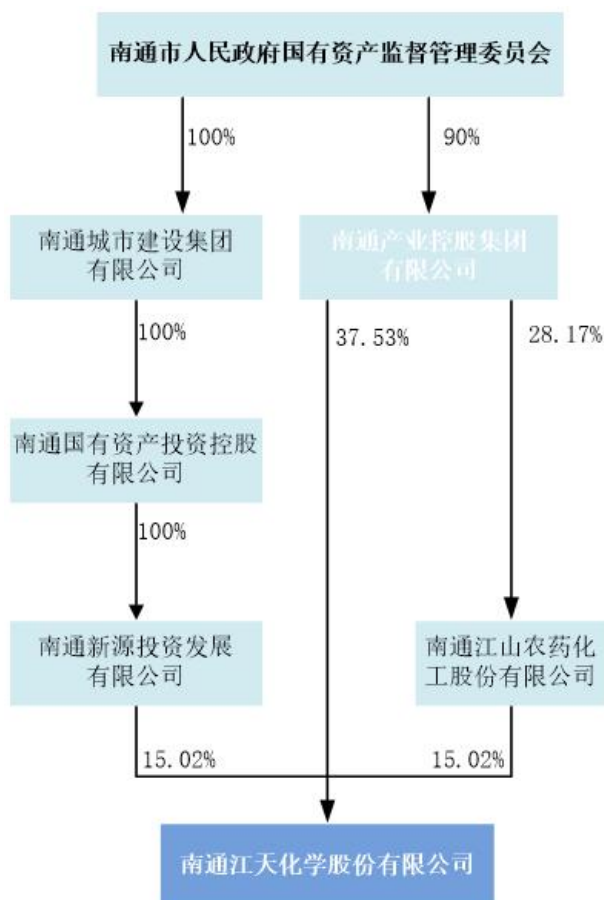 南通市人民政府国有资产监督管理委员会
100%
90%
南通城市建设集团
有限公司
南通产业控股集团
有限公司
100%
37.53%
28.17%
南通国有资产投资控股
有限公司
100%
南通新源投资发展
有限公司
南通江山农药化
工股份有限公司
15.02%
15.02%
南通江天化学股份有限公司